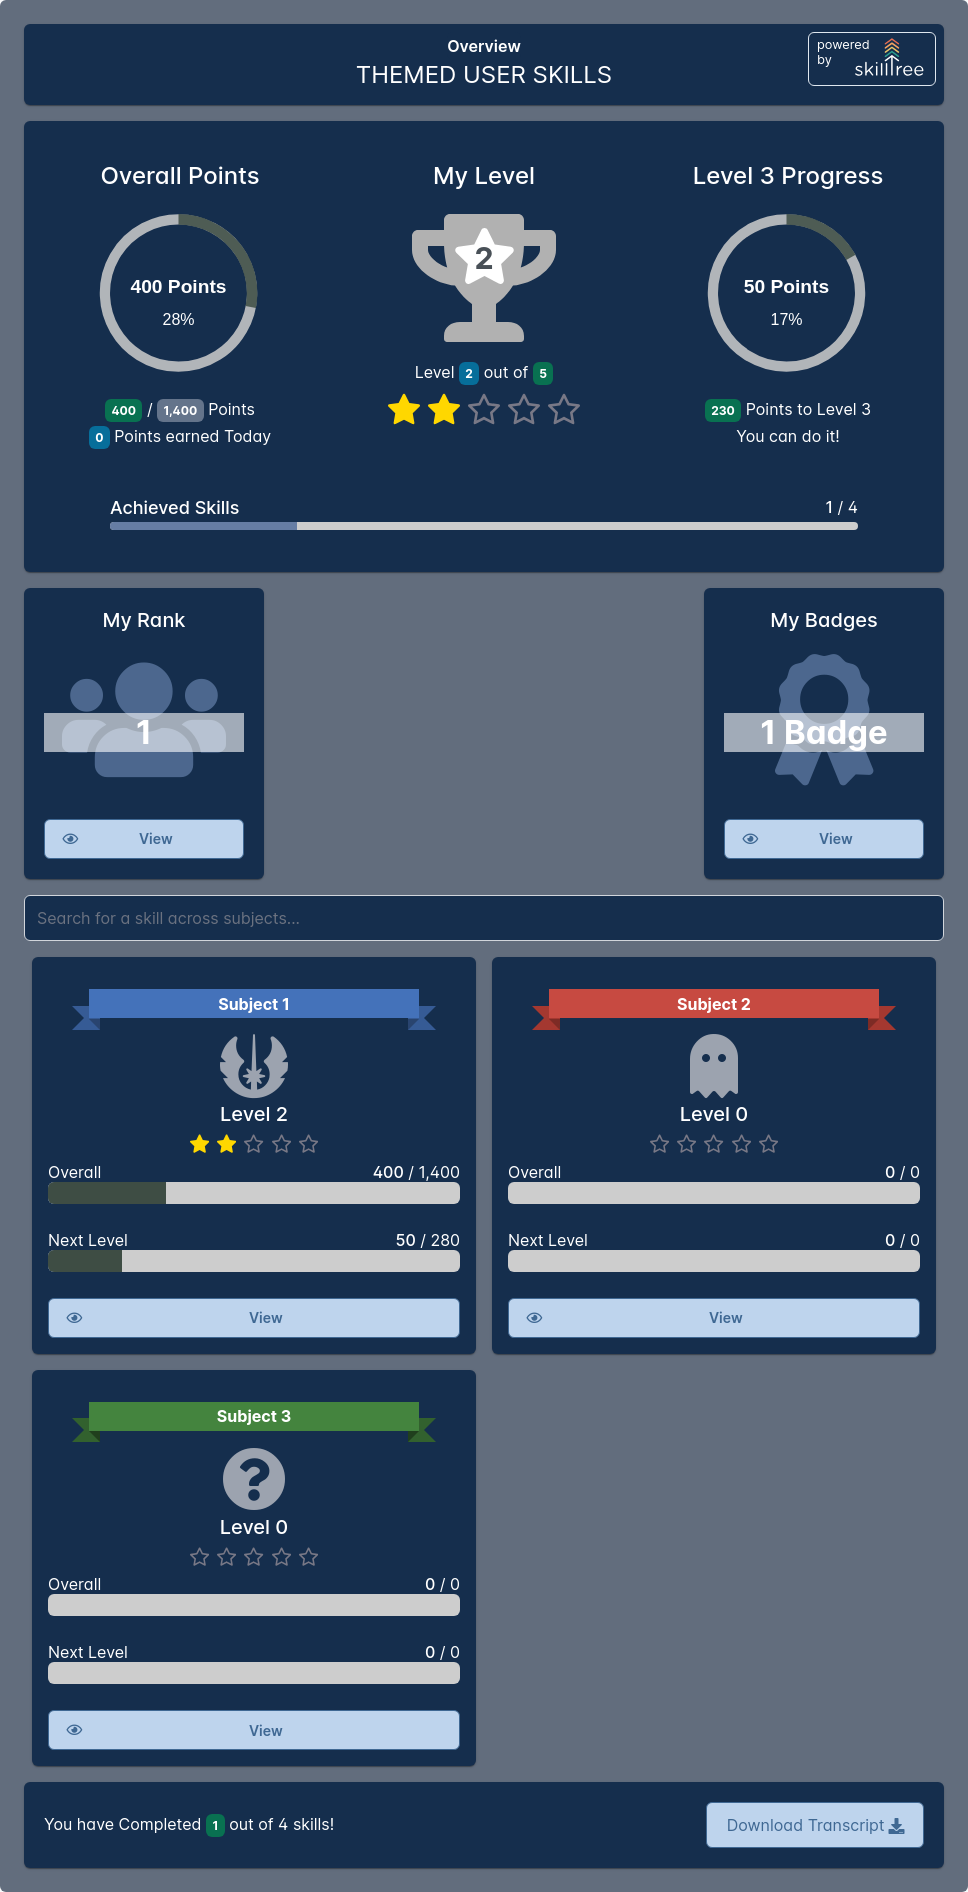 Overview
THEMED USER SKILLS
powered
by
skilltree
Overall Points
My Level
Level 3 Progress
400 Points
28%
2
50 Points
17%
Level 2 out of 5
400 / 1,400 Points
0 Points earned Today
230 Points to Level 3
You can do it!
Achieved Skills
1 / 4
My Rank
1
View
My Badges
1 Badge
View
Search for a skill across subjects...
Subject 1
Level 2
Overall
400 / 1,400
Next Level
50 / 280
View
Subject 2
Level 0
Overall
0 / 0
Next Level
0 / 0
View
Subject 3
Level 0
Overall
0 / 0
Next Level
0 / 0
View
You have Completed 1 out of 4 skills!
Download Transcript